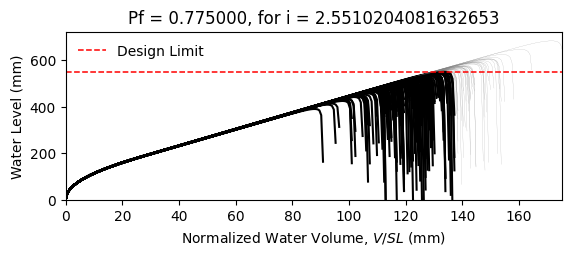 Pf = 0.775000, for i = 2.5510204081632653
Design Limit
Water Level (mm)
600
400
200
0
0 20 40 60 80 100 120 140 160
Normalized Water Volume, V/SL (mm)